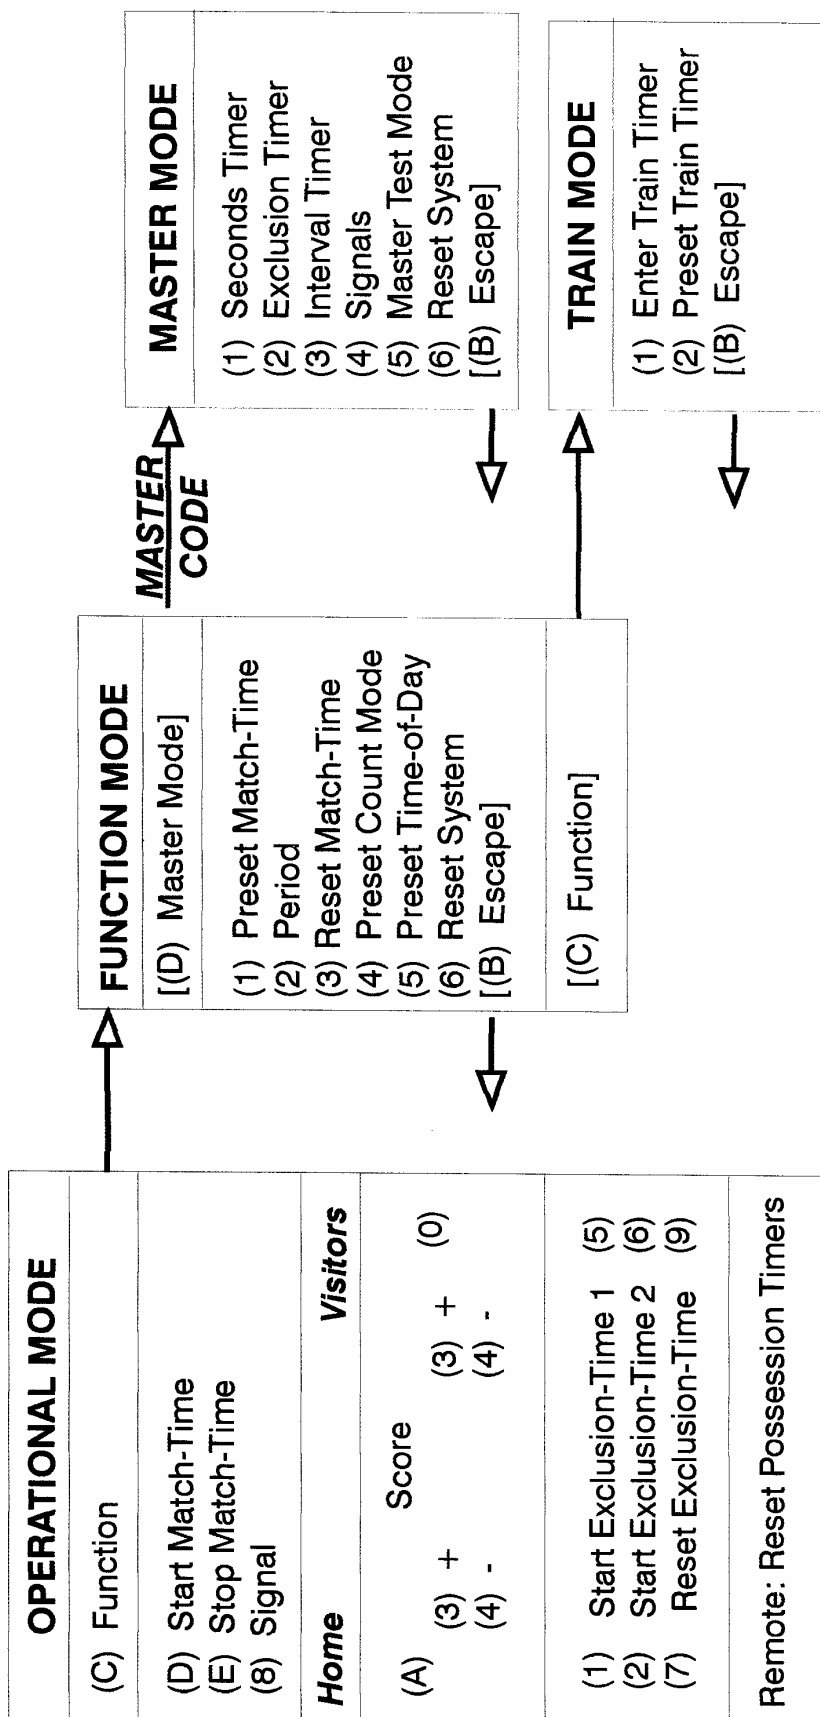 OPERATIONAL MODE
(C) Function
(D) Start Match-Time
(E) Stop Match-Time
(8) Signal
Home Visitors
(A) Score (0)
(3) + (3) +
(4) - (4) -
(1) Start Exclusion-Time 1 (5)
(2) Start Exclusion-Time 2 (6)
(7) Reset Exclusion-Time (9)
Remote: Reset Possession Timers
FUNCTION MODE
[(D) Master Mode]
(1) Preset Match-Time
(2) Period
(3) Reset Match-Time
(4) Preset Count Mode
(5) Preset Time-of-Day
(6) Reset System
[(B) Escape]
[(C) Function]
MASTER
CODE
MASTER MODE
(1) Seconds Timer
(2) Exclusion Timer
(3) Interval Timer
(4) Signals
(5) Master Test Mode
(6) Reset System
[(B) Escape]
TRAIN MODE
(1) Enter Train Timer
(2) Preset Train Timer
[(B) Escape]